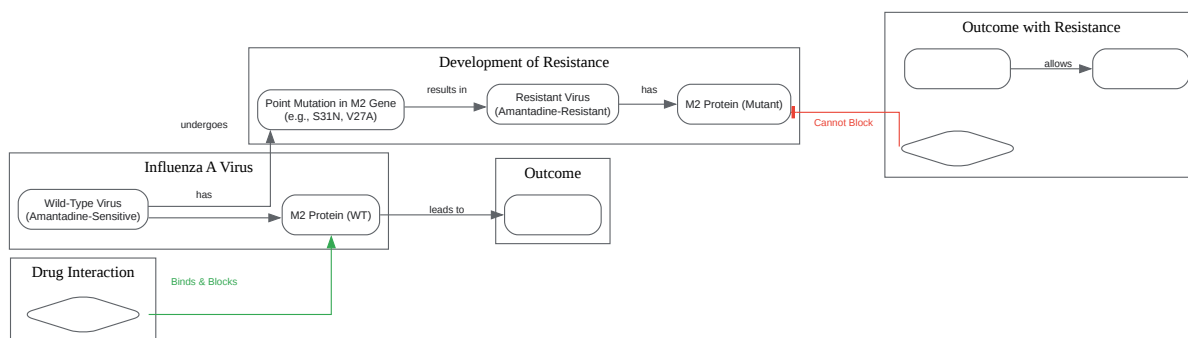 Outcome with Resistance
allows
Development of Resistance
Point Mutation in M2 Gene
(e.g., S31N, V27A)
results in
Resistant Virus
(Amantadine-Resistant)
has
M2 Protein (Mutant)
Cannot Block
undergoes
Influenza A Virus
Wild-Type Virus
(Amantadine-Sensitive)
has
M2 Protein (WT)
leads to
Outcome
Drug Interaction
Binds & Blocks